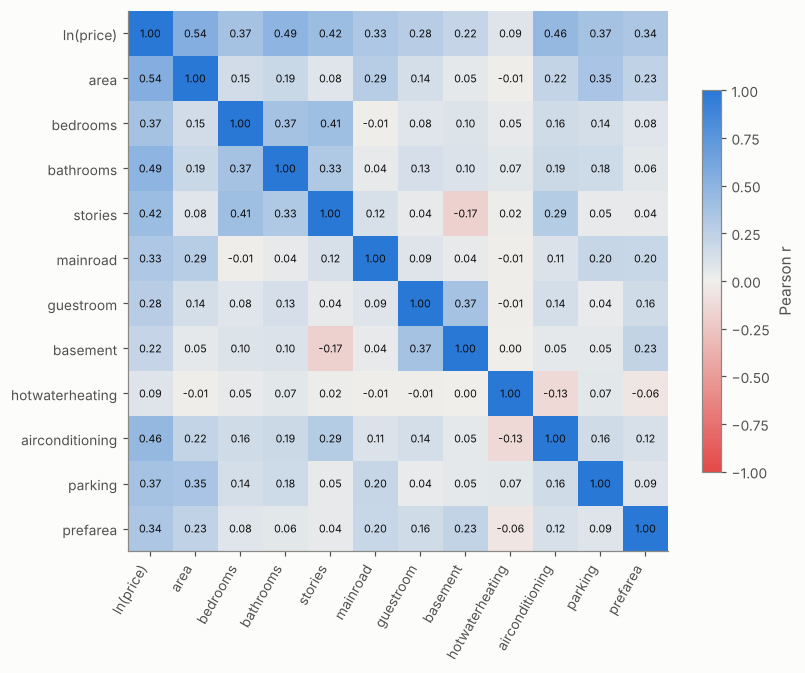 ln(price) 1.00 0.54 0.37 0.49 0.42 0.33 0.28 0.22 0.09 0.46 0.37 0.34
area 0.54 1.00 0.15 0.19 0.08 0.29 0.14 0.05 -0.01 0.22 0.35 0.23
bedrooms 0.37 0.15 1.00 0.37 0.41 -0.01 0.08 0.10 0.05 0.16 0.14 0.08
bathrooms 0.49 0.19 0.37 1.00 0.33 0.04 0.13 0.10 0.07 0.19 0.18 0.06
stories 0.42 0.08 0.41 0.33 1.00 0.12 0.04 -0.17 0.02 0.29 0.05 0.04
mainroad 0.33 0.29 -0.01 0.04 0.12 1.00 0.09 0.04 -0.01 0.11 0.20 0.20
guestroom 0.28 0.14 0.08 0.13 0.04 0.09 1.00 0.37 -0.01 0.14 0.04 0.16
basement 0.22 0.05 0.10 0.10 -0.17 0.04 0.37 1.00 0.00 0.05 0.05 0.23
hotwaterheating 0.09 -0.01 0.05 0.07 0.02 -0.01 -0.01 0.00 1.00 -0.13 0.07 -0.06
airconditioning 0.46 0.22 0.16 0.19 0.29 0.11 0.14 0.05 -0.13 1.00 0.16 0.12
parking 0.37 0.35 0.14 0.18 0.05 0.20 0.04 0.05 0.07 0.16 1.00 0.09
prefarea 0.34 0.23 0.08 0.06 0.04 0.20 0.16 0.23 -0.06 0.12 0.09 1.00
ln(price) area bedrooms bathrooms stories mainroad guestroom basement hotwaterheating airconditioning parking prefarea
1.00
0.75
0.50
0.25
0.00
−0.25
−0.50
−0.75
−1.00
Pearson r